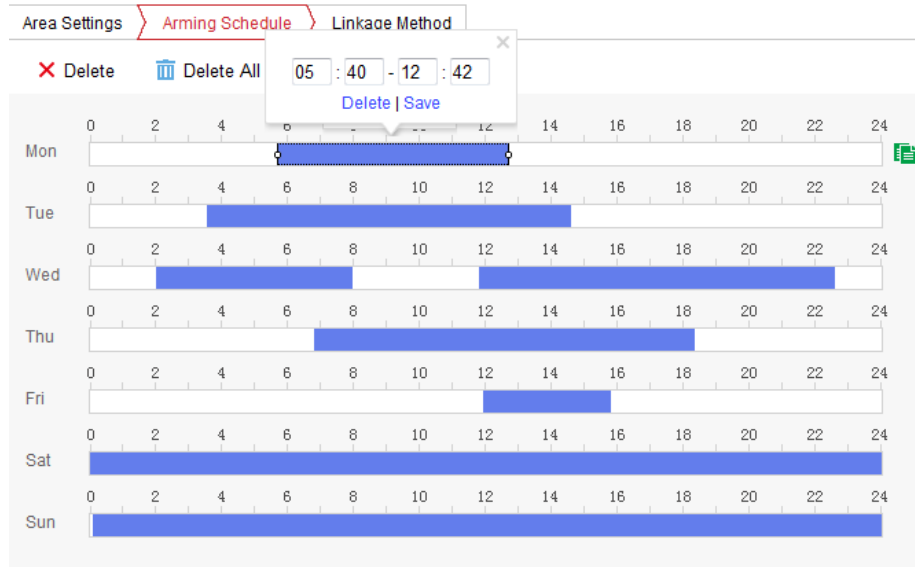 Area Settings Arming Schedule Linkage Method
Delete Delete All 05 : 40 - 12 : 42
Delete | Save
0 2 4 6 12 14 16 18 20 22 24
Mon
0 2 4 6 8 10 12 14 16 18 20 22 24
Tue
0 2 4 6 8 10 12 14 16 18 20 22 24
Wed
0 2 4 6 8 10 12 14 16 18 20 22 24
Thu
0 2 4 6 8 10 12 14 16 18 20 22 24
Fri
0 2 4 6 8 10 12 14 16 18 20 22 24
Sat
0 2 4 6 8 10 12 14 16 18 20 22 24
Sun